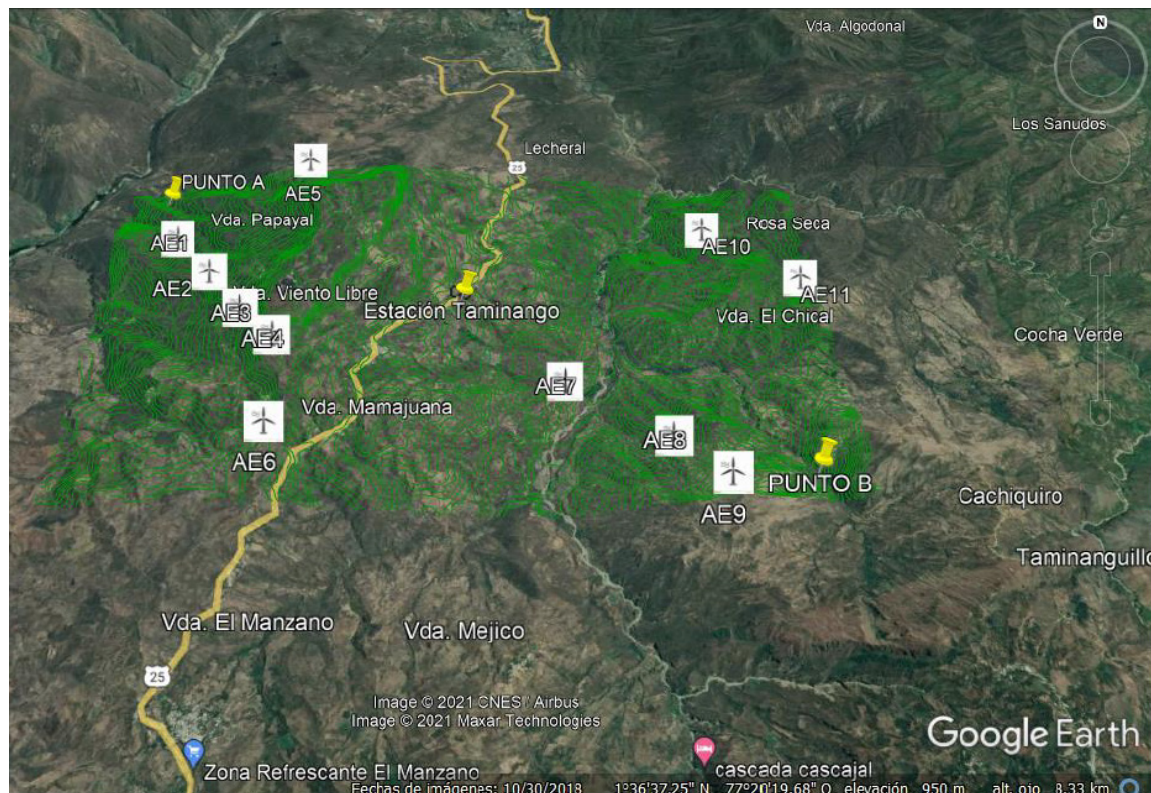 N
Vda. Algodonal
Los Sanudos
Lecheral
25
PUNTO A
AE5
Vda. Papayal
Rosa Seca
AE1
AE10
AE2
Vda. Viento Libre
AE11
AE3
Estación Taminango
Vda. El Chical
AE4
Cocha Verde
AE7
Vda. Mamajuana
AE8
AE6
PUNTO B
AE9
Cachiquiro
Taminanguillo
Vda. El Manzano
Vda. Mejico
25
Image © 2021 CNES / Airbus
Image © 2021 Maxar Technologies
Google Earth
Zona Refrescante El Manzano
cascada cascajal
Fechas de imágenes: 10/30/2018 1°36'37.25" N 77°20'19.68" O elevación 950 m alt. ojo 8.33 km